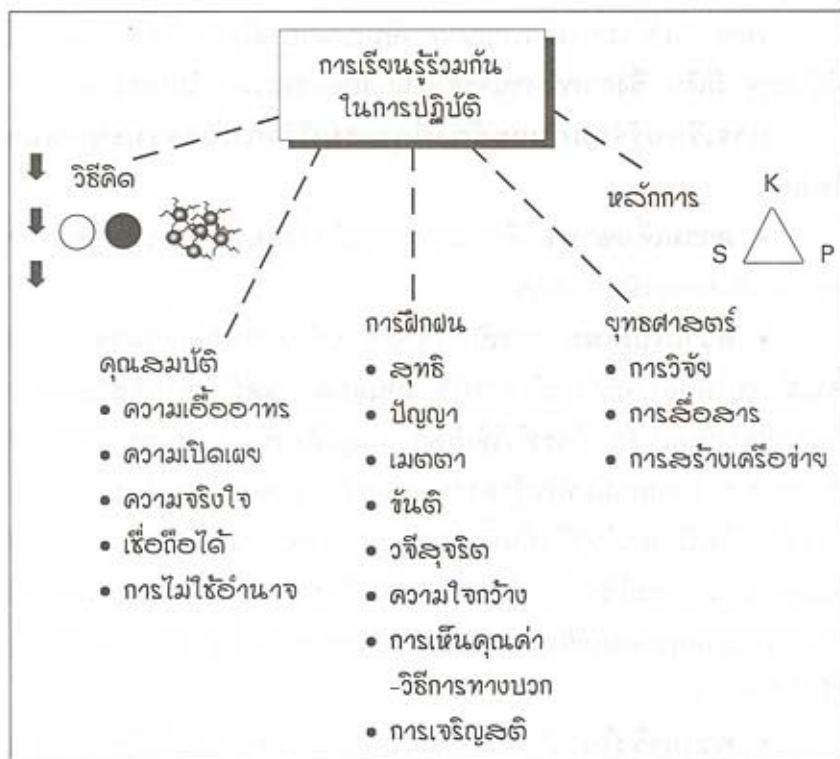 การเรียนรู้ร่วมกัน
ในการปฏิบัติ
วิธีคิด
หลักการ
K
S
P
คุณสมบัติ
• ความเอื้ออาทร
• ความเปิดเผย
• ความจริงใจ
• เชื่อถือได้
• การไม่ใช้อำนาจ
การฝึกฝน
• สุทธิ
• ปัญญา
• เมตตา
• ขันติ
• วจีสุจริต
• ความใจกว้าง
• การเห็นคุณค่า
-วิธีการทางบวก
• การเจริญสติ
ยุทธศาสตร์
• การวิจัย
• การสื่อสาร
• การสร้างเครือข่าย